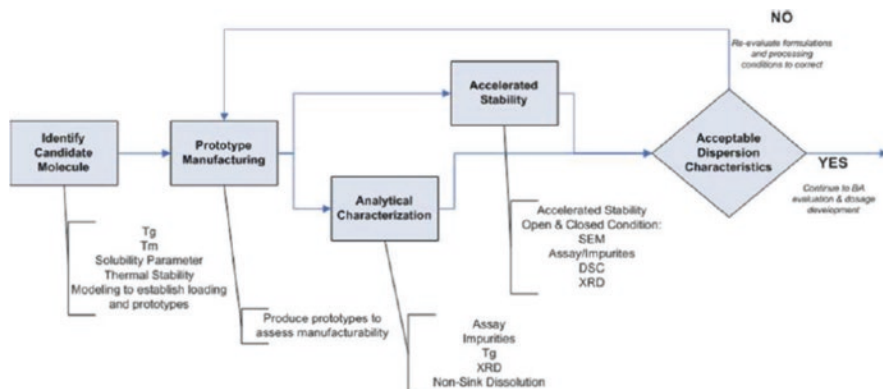 NO
Re-evaluate formulations
and processing
conditions to correct
Accelerated
Stability
Identify
Candidate
Molecule
Prototype
Manufacturing
Acceptable
Dispersion
Characteristics
YES
Continue to BA
evaluation & dosage
development
Analytical
Characterization
Tg
Tm
Solubility Parameter
Thermal Stability
Modeling to establish loading
and prototypes
Accelerated Stability
Open & Closed Condition:
SEM
Assay/Impurites
DSC
XRD
Produce prototypes to
assess manufacturability
Assay
Impurities
Tg
XRD
Non-Sink Dissolution